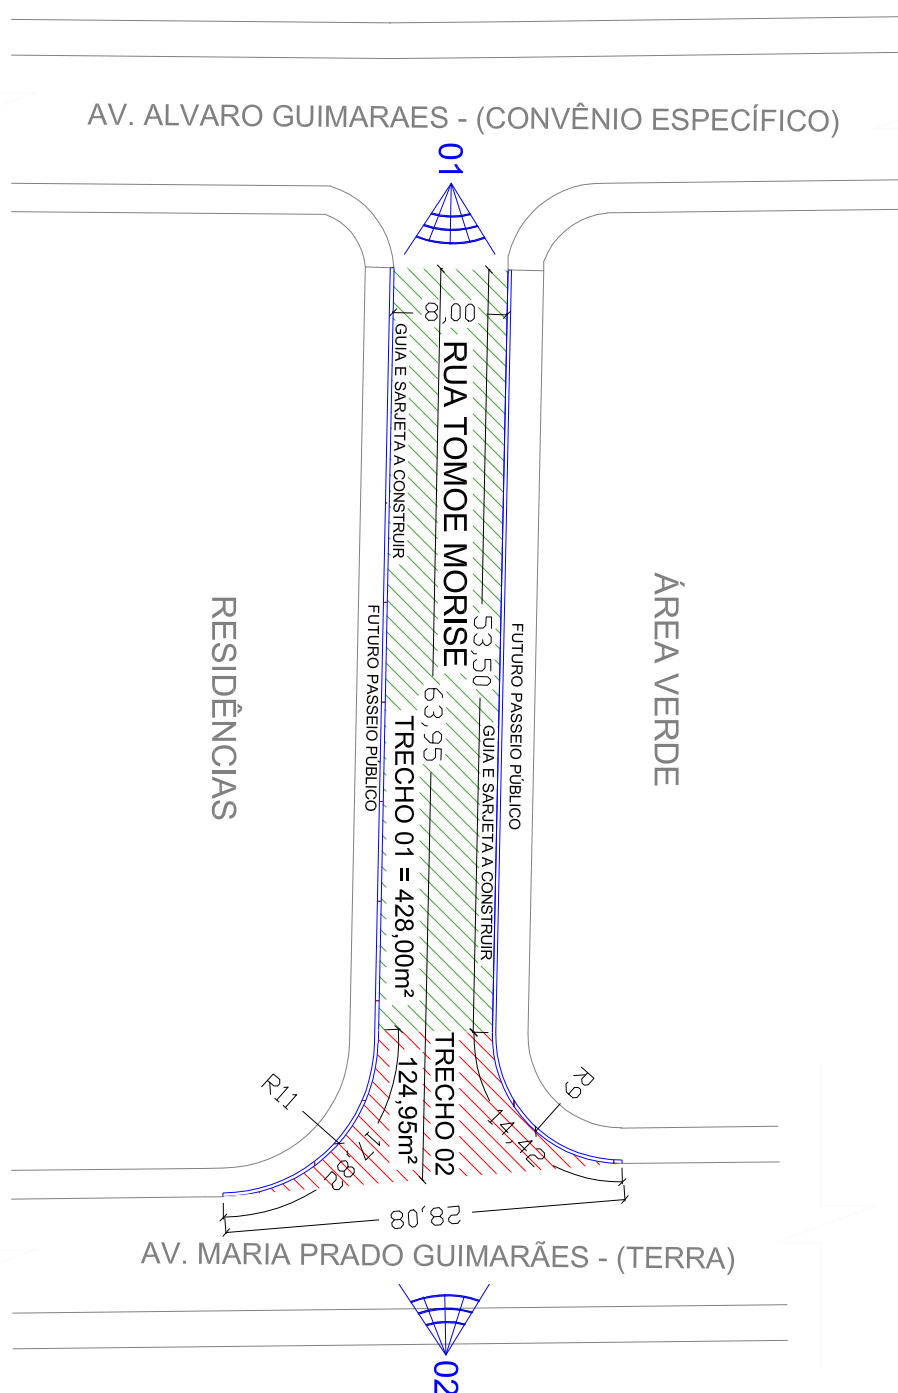 AV. ALVARO GUIMARAES - (CONVÊNIO ESPECÍFICO)
01
8,00
GUIA E SARJETA A CONSTRUIR
RUA TOMOE MORISE
53,50
63,95
FUTURO PASSEIO PÚBLICO
FUTURO PASSEIO PÚBLICO
GUIA E SARJETA A CONSTRUIR
RESIDÊNCIAS
ÁREA VERDE
TRECHO 01 = 428,00m²
TRECHO 02
124,95m²
R11
R9
17,82
14,42
28,08
AV. MARIA PRADO GUIMARÃES - (TERRA)
02